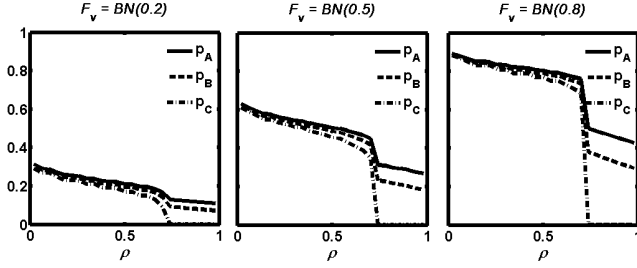 F_v = BN(0.2) F_v = BN(0.5) F_v = BN(0.8)
1
0.8
0.6
0.4
0.2
0
p_A
p_B
p_C
p_A
p_B
p_C
p_A
p_B
p_C
0 0.5 1 0 0.5 1 0 0.5 1
ρ ρ ρ